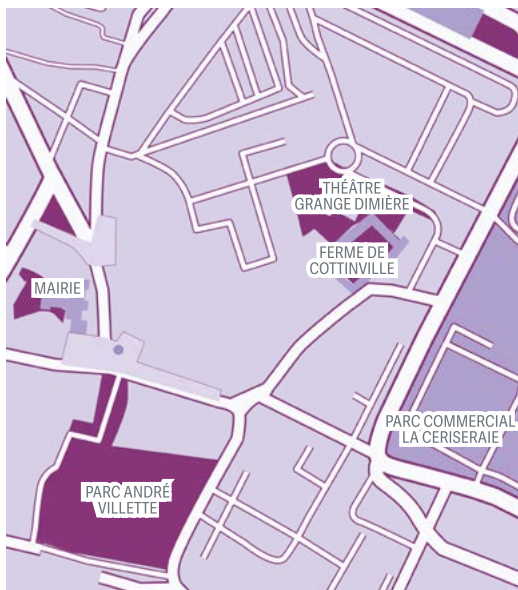 THÉÂTRE
GRANGE DIMIÈRE
FERME DE
COTTINVILLE
MAIRIE
PARC COMMERCIAL
LA CERISERAIE
PARC ANDRÉ
VILLETTE